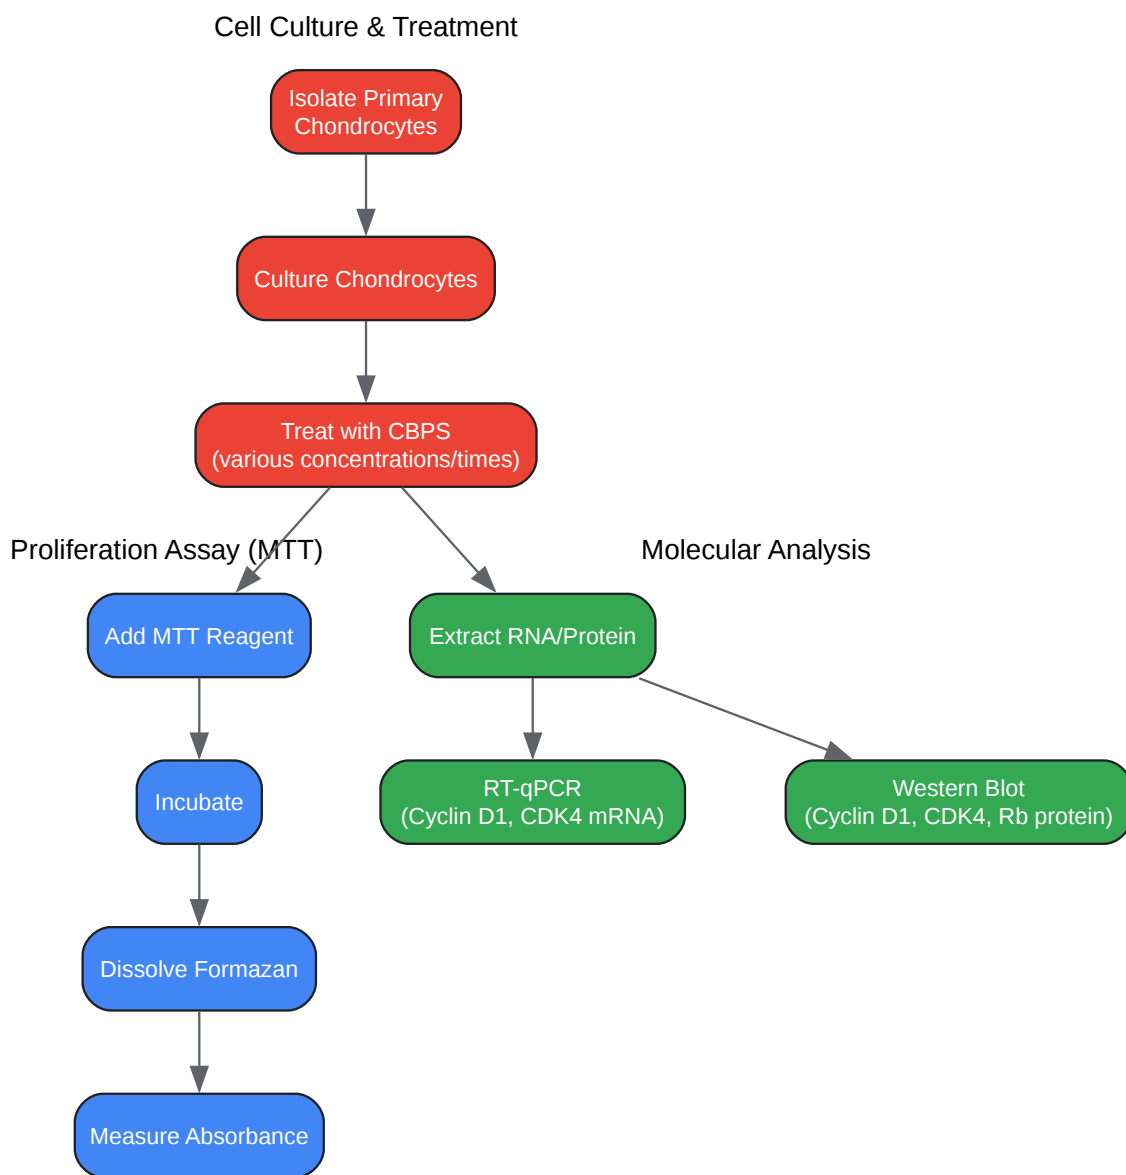 Cell Culture & Treatment
Isolate Primary
Chondrocytes
Culture Chondrocytes
Treat with CBPS
(various concentrations/times)
Proliferation Assay (MTT)
Molecular Analysis
Add MTT Reagent
Extract RNA/Protein
Incubate
RT-qPCR
(Cyclin D1, CDK4 mRNA)
Western Blot
(Cyclin D1, CDK4, Rb protein)
Dissolve Formazan
Measure Absorbance